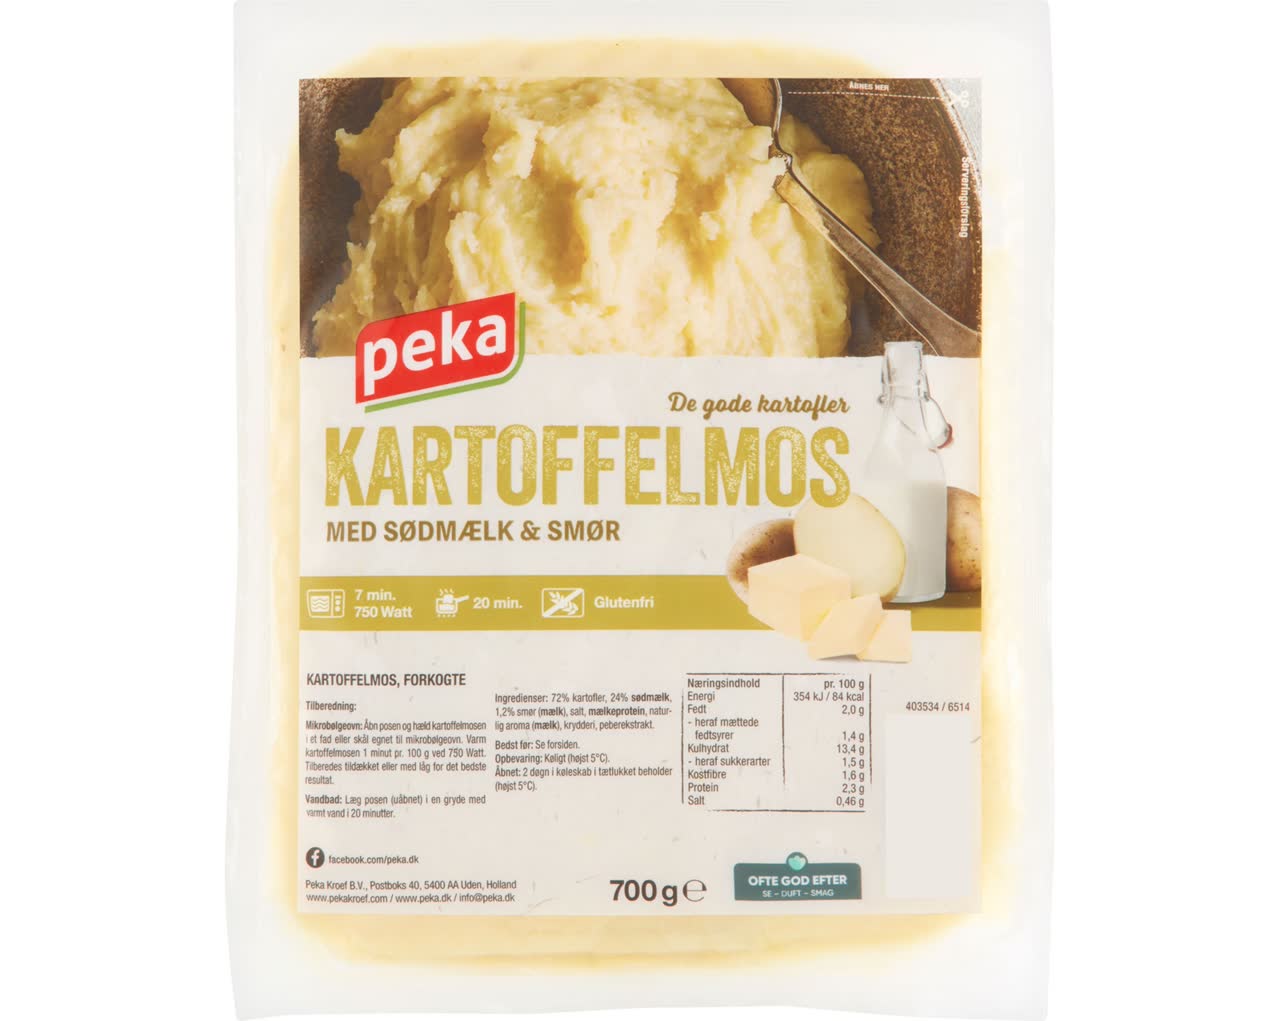 ÅBNES HER
Serveringsforslag
peka
De gode kartofler
KARTOFFELMOS
MED SØDMÆLK & SMØR
7 min.
750 Watt
20 min.
Glutenfri
KARTOFFELMOS, FORKOGTE
Tilberedning:
Mikrobølgeovn: Åbn posen og hæld kartoffelmosen
i et fad eller skål egnet til mikrobølgeovn. Varm
kartoffelmosen 1 minut pr. 100 g ved 750 Watt.
Tilberedes tildækket eller med låg for det bedste
resultat.
Vandbad: Læg posen (uåbnet) i en gryde med
varmt vand i 20 minutter.
Ingredienser: 72% kartofler, 24% sødmælk,
1,2% smør (mælk), salt, mælkeprotein, natur-
lig aroma (mælk), krydderi, peberekstrakt.
Bedst før: Se forsiden.
Opbevaring: Køligt (højst 5°C).
Åbnet: 2 døgn i køleskab i tætlukket beholder
(højst 5°C).
Næringsindhold pr. 100 g
Energi 354 kJ / 84 kcal
Fedt 2,0 g
- heraf mættede
fedtsyrer 1,4 g
Kulhydrat 13,4 g
- heraf sukkerarter 1,5 g
Kostfibre 1,6 g
Protein 2,3 g
Salt 0,46 g
403534 / 6514
facebook.com/peka.dk
Peka Kroef B.V., Postboks 40, 5400 AA Uden, Holland
www.pekakroef.com / www.peka.dk / info@peka.dk
700 g ℮
OFTE GOD EFTER
SE - DUFT - SMAG